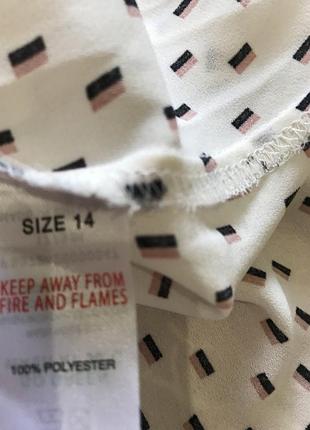 SIZE 14
KEEP AWAY FROM
FIRE AND FLAMES
100% POLYESTER